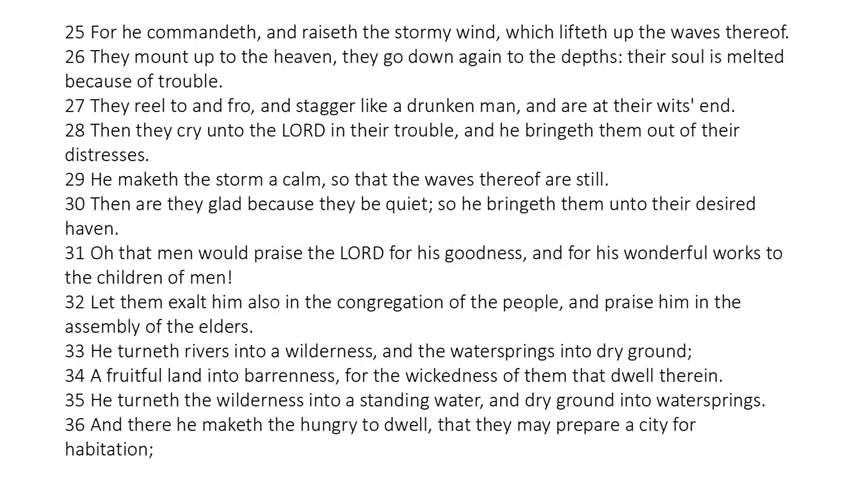 25 For he commandeth, and raiseth the stormy wind, which lifteth up the waves thereof.
26 They mount up to the heaven, they go down again to the depths: their soul is melted
because of trouble.
27 They reel to and fro, and stagger like a drunken man, and are at their wits' end.
28 Then they cry unto the LORD in their trouble, and he bringeth them out of their
distresses.
29 He maketh the storm a calm, so that the waves thereof are still.
30 Then are they glad because they be quiet; so he bringeth them unto their desired
haven.
31 Oh that men would praise the LORD for his goodness, and for his wonderful works to
the children of men!
32 Let them exalt him also in the congregation of the people, and praise him in the
assembly of the elders.
33 He turneth rivers into a wilderness, and the watersprings into dry ground;
34 A fruitful land into barrenness, for the wickedness of them that dwell therein.
35 He turneth the wilderness into a standing water, and dry ground into watersprings.
36 And there he maketh the hungry to dwell, that they may prepare a city for
habitation;